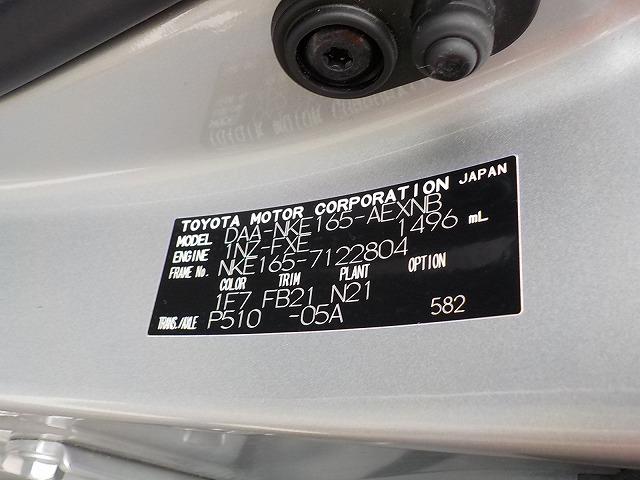 TOYOTA MOTOR CORPORATION JAPAN
MODEL DAA-NKE165-AEXNB
ENGINE 1NZ-FXE 1496 mL
FRAME No. NKE165-7122804
COLOR TRIM PLANT OPTION
1F7 FB21 N21
TRANS./AXLE P510 -05A 582